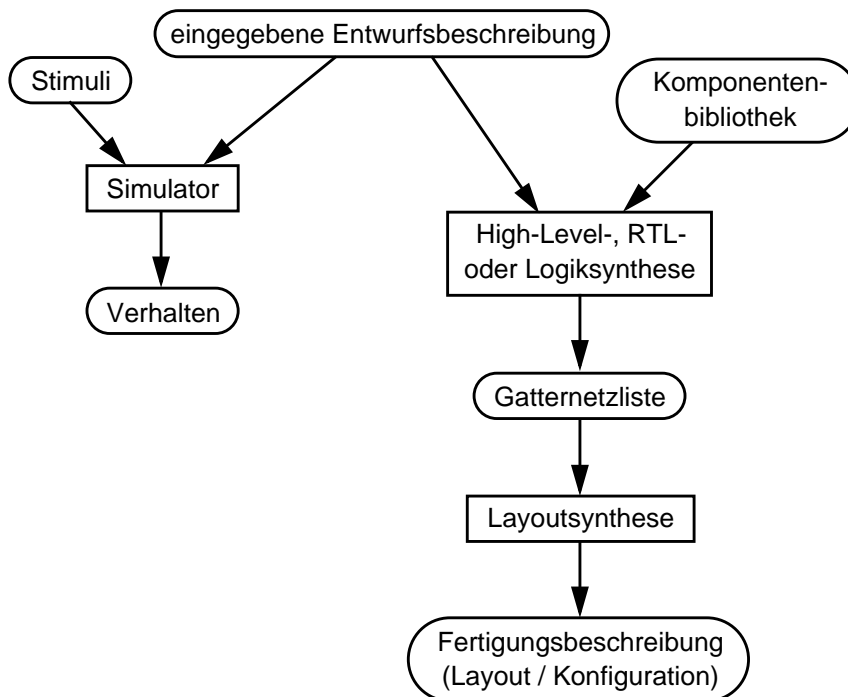 eingegebene Entwurfsbeschreibung
Stimuli
Komponenten-
bibliothek
Simulator
High-Level-, RTL-
oder Logiksynthese
Verhalten
Gatternetzliste
Layoutsynthese
Fertigungsbeschreibung
(Layout / Konfiguration)